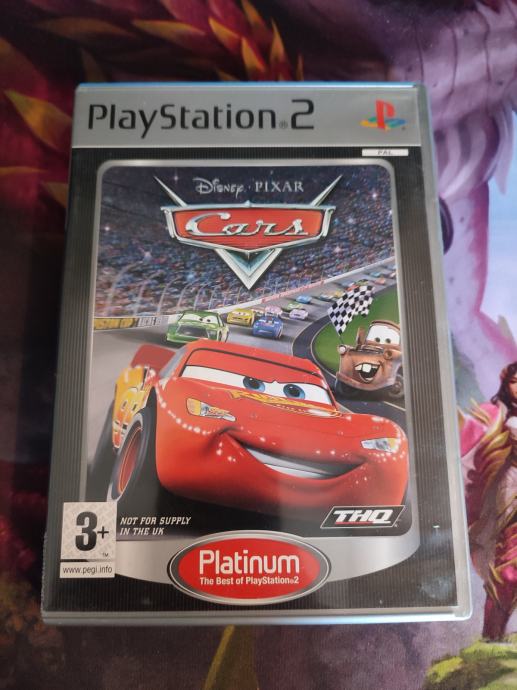 PlayStation®2
PAL
DISNEY · PIXAR
Cars
NOT FOR SUPPLY
IN THE UK
THQ
3+
™
www.pegi.info
Platinum
The Best of PlayStation®2